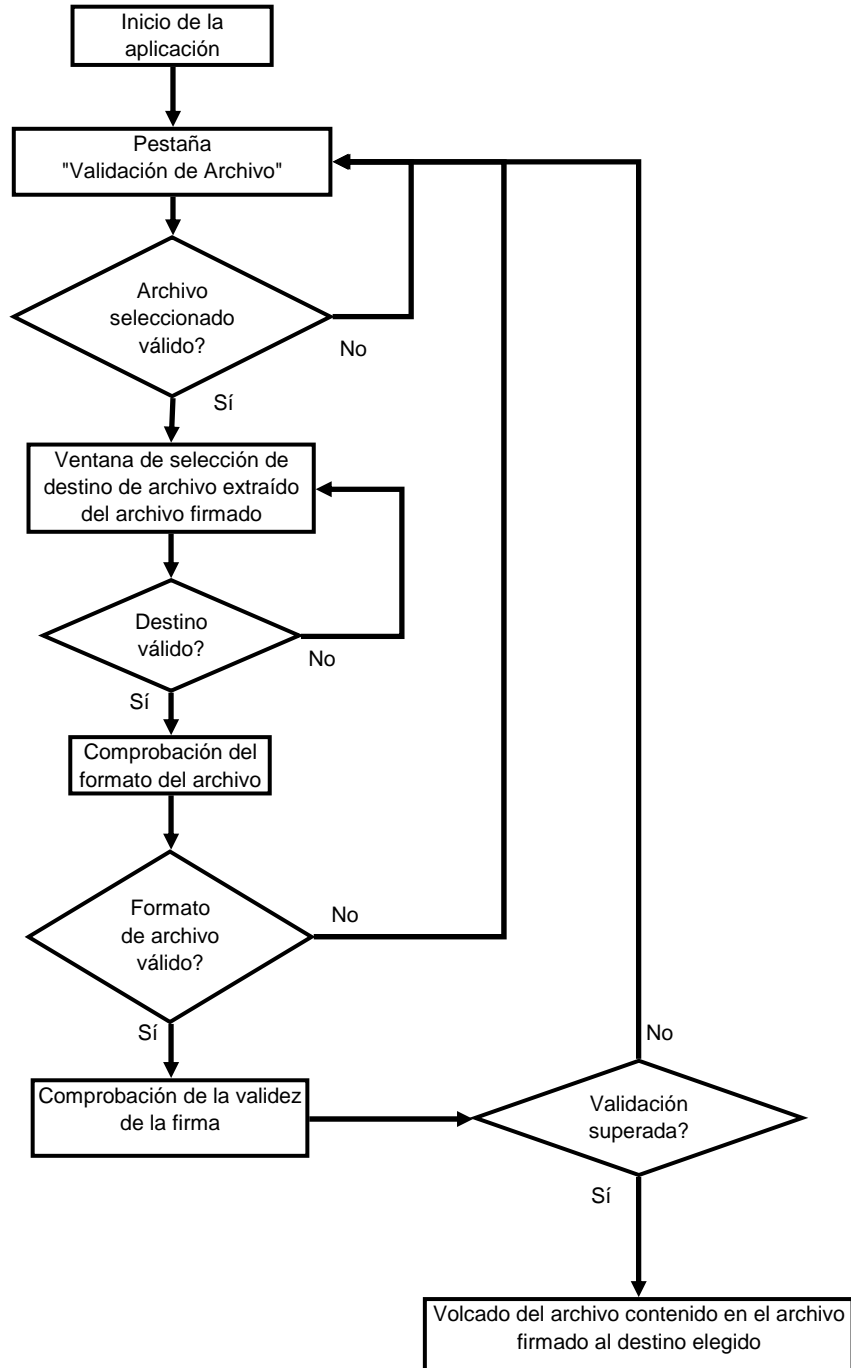 Inicio de la
aplicación
Pestaña
"Validación de Archivo"
Archivo
seleccionado
válido?
No
Sí
Ventana de selección de
destino de archivo extraído
del archivo firmado
Destino
válido?
No
Sí
Comprobación del
formato del archivo
Formato
de archivo
válido?
No
Sí
Comprobación de la validez
de la firma
No
Validación
superada?
Sí
Volcado del archivo contenido en el archivo
firmado al destino elegido